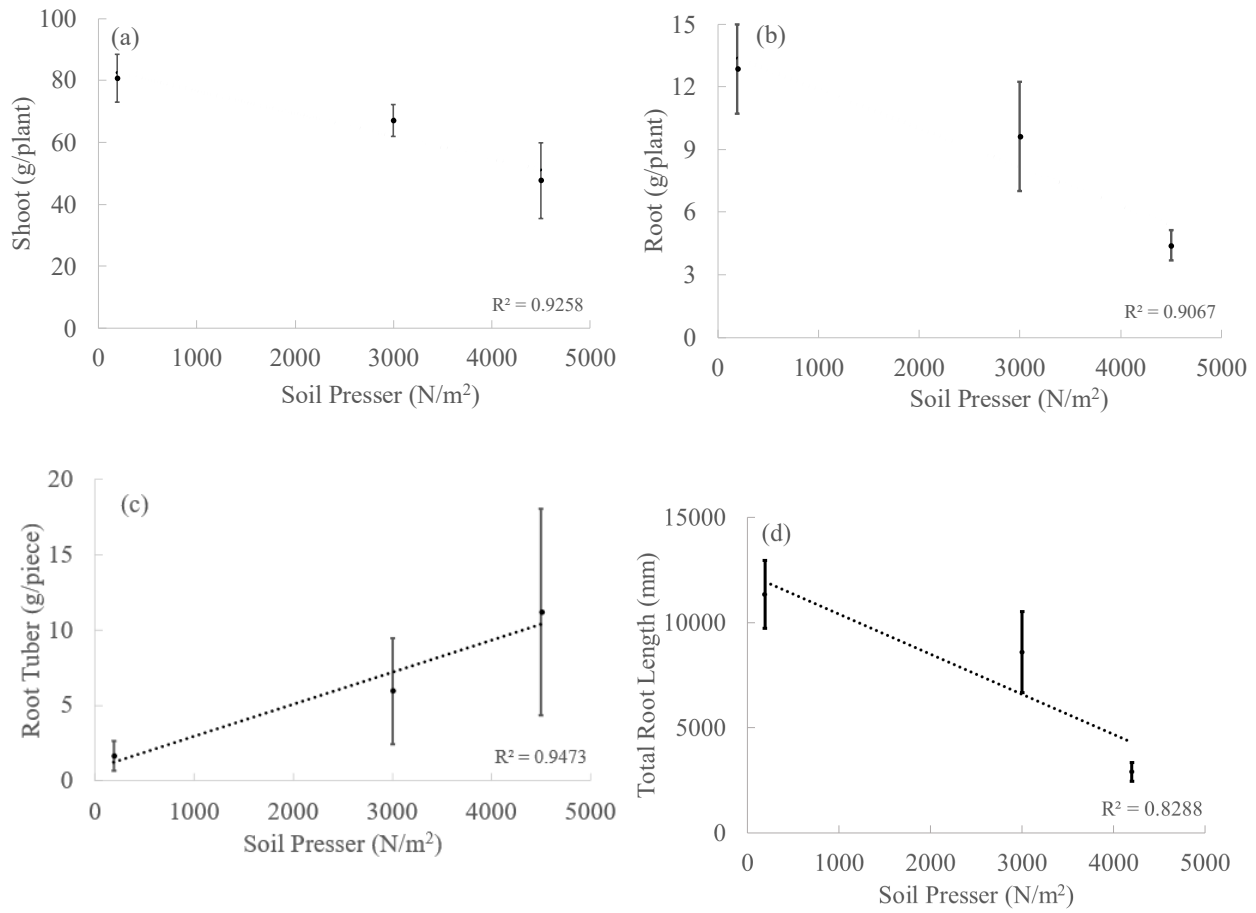 (a)
100
80
60
40
20
0
Shoot (g/plant)
R² = 0.9258
0 1000 2000 3000 4000 5000
Soil Presser (N/m²)
(b)
15
12
9
6
3
0
Root (g/plant)
R² = 0.9067
0 1000 2000 3000 4000 5000
Soil Presser (N/m²)
(c)
20
15
10
5
0
Root Tuber (g/piece)
R² = 0.9473
0 1000 2000 3000 4000 5000
Soil Presser (N/m²)
(d)
15000
10000
5000
0
Total Root Length (mm)
R² = 0.8288
0 1000 2000 3000 4000 5000
Soil Presser (N/m²)